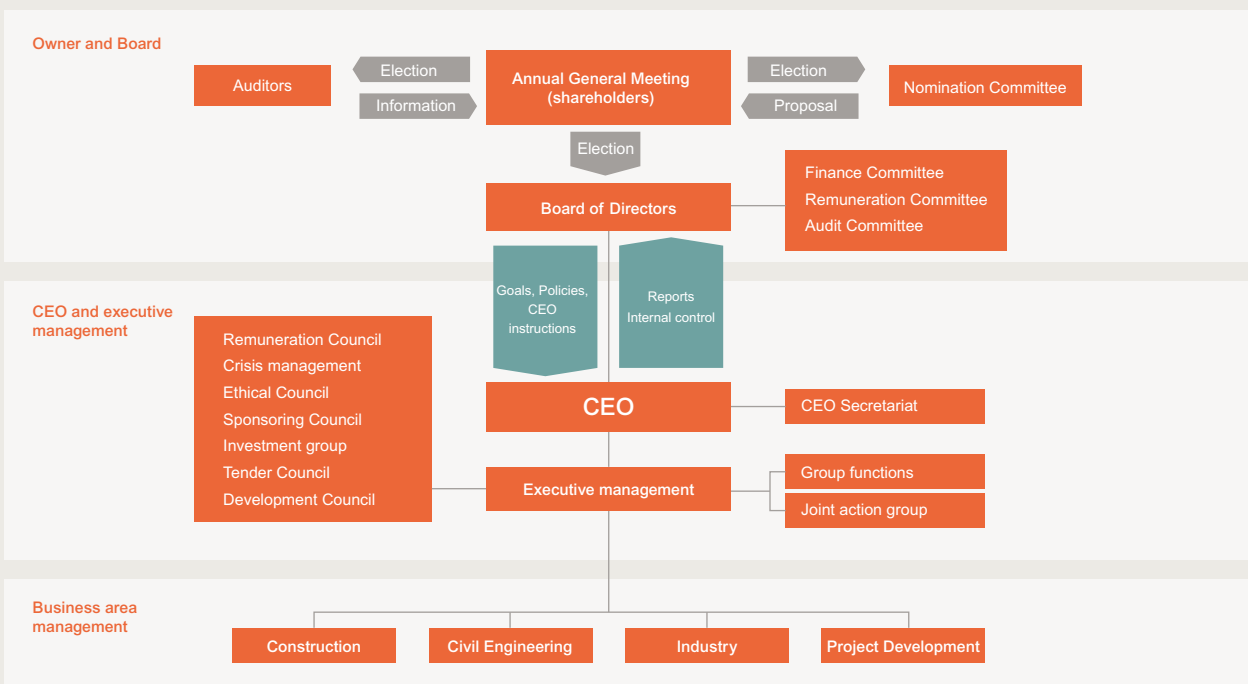 Owner and Board
Auditors
Election
Information
Annual General Meeting
(shareholders)
Election
Proposal
Nomination Committee
Election
Board of Directors
Finance Committee
Remuneration Committee
Audit Committee
Goals, Policies,
CEO
instructions
Reports
Internal control
CEO and executive
management
Remuneration Council
Crisis management
Ethical Council
Sponsoring Council
Investment group
Tender Council
Development Council
CEO
CEO Secretariat
Executive management
Group functions
Joint action group
Business area
management
Construction
Civil Engineering
Industry
Project Development